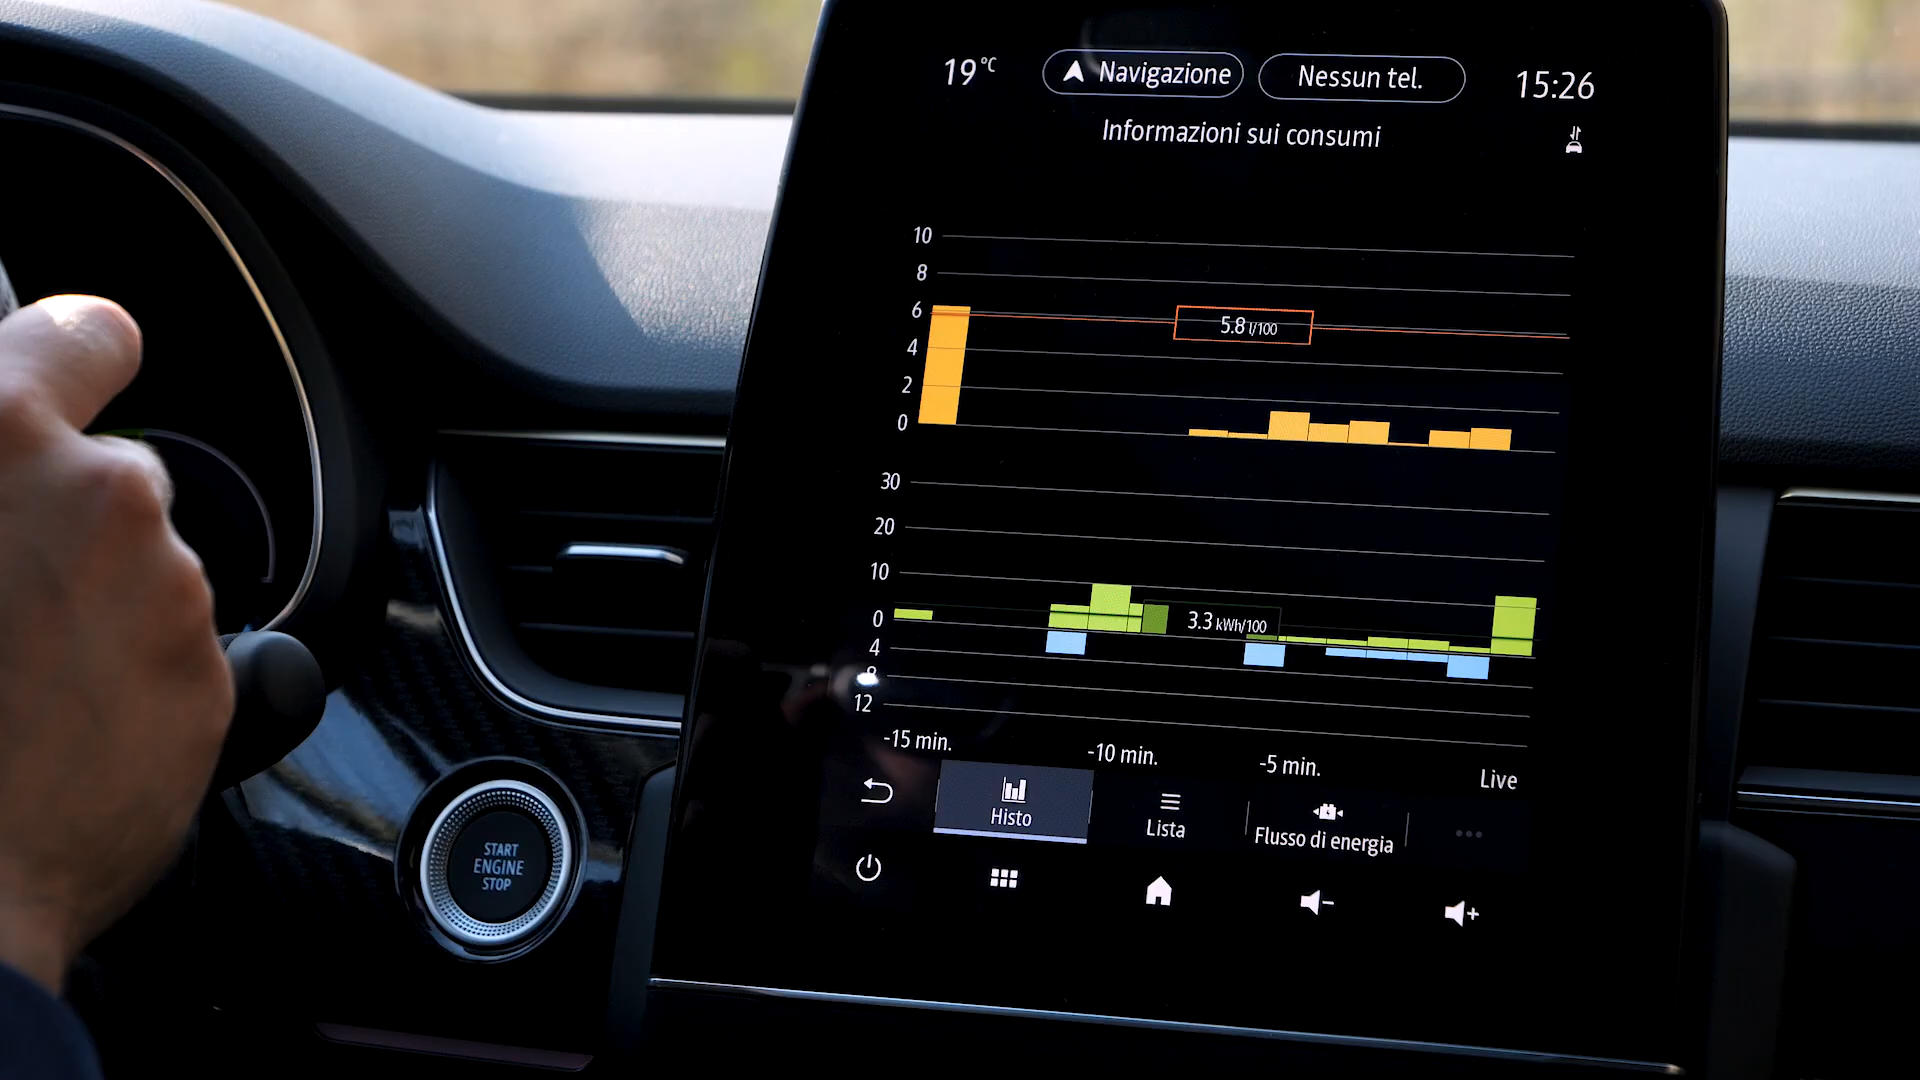 19°C
Navigazione
Nessun tel.
15:26
Informazioni sui consumi
10
8
6
4
2
0
5.8 l/100
30
20
10
0
4
8
12
3.3 kWh/100
-15 min.
-10 min.
-5 min.
Live
Histo
Lista
Flusso di energia
START
ENGINE
STOP